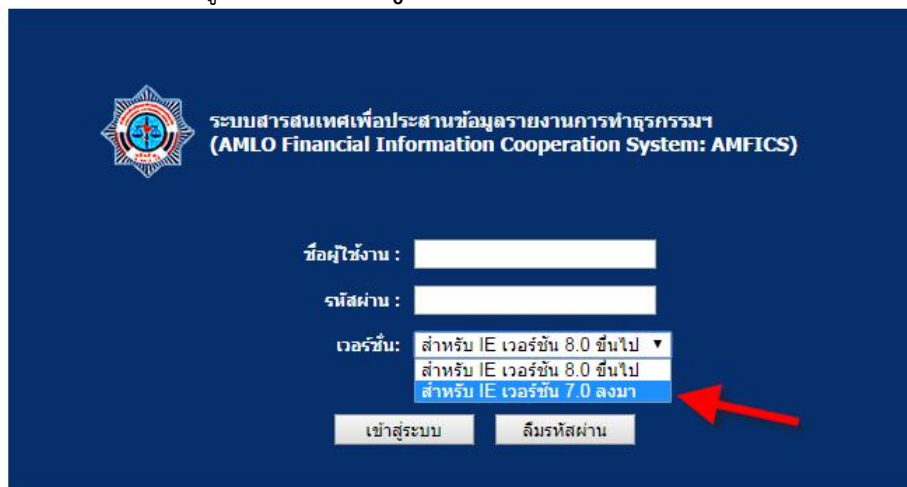 ระบบสารสนเทศเพื่อประสานข้อมูลรายงานการทำธุรกรรมฯ
(AMLO Financial Information Cooperation System: AMFICS)
ชื่อผู้ใช้งาน :
รหัสผ่าน :
เวอร์ชั่น: สำหรับ IE เวอร์ชัน 8.0 ขึ้นไป ▼
สำหรับ IE เวอร์ชัน 8.0 ขึ้นไป
สำหรับ IE เวอร์ชัน 7.0 ลงมา
เข้าสู่ระบบ ลืมรหัสผ่าน